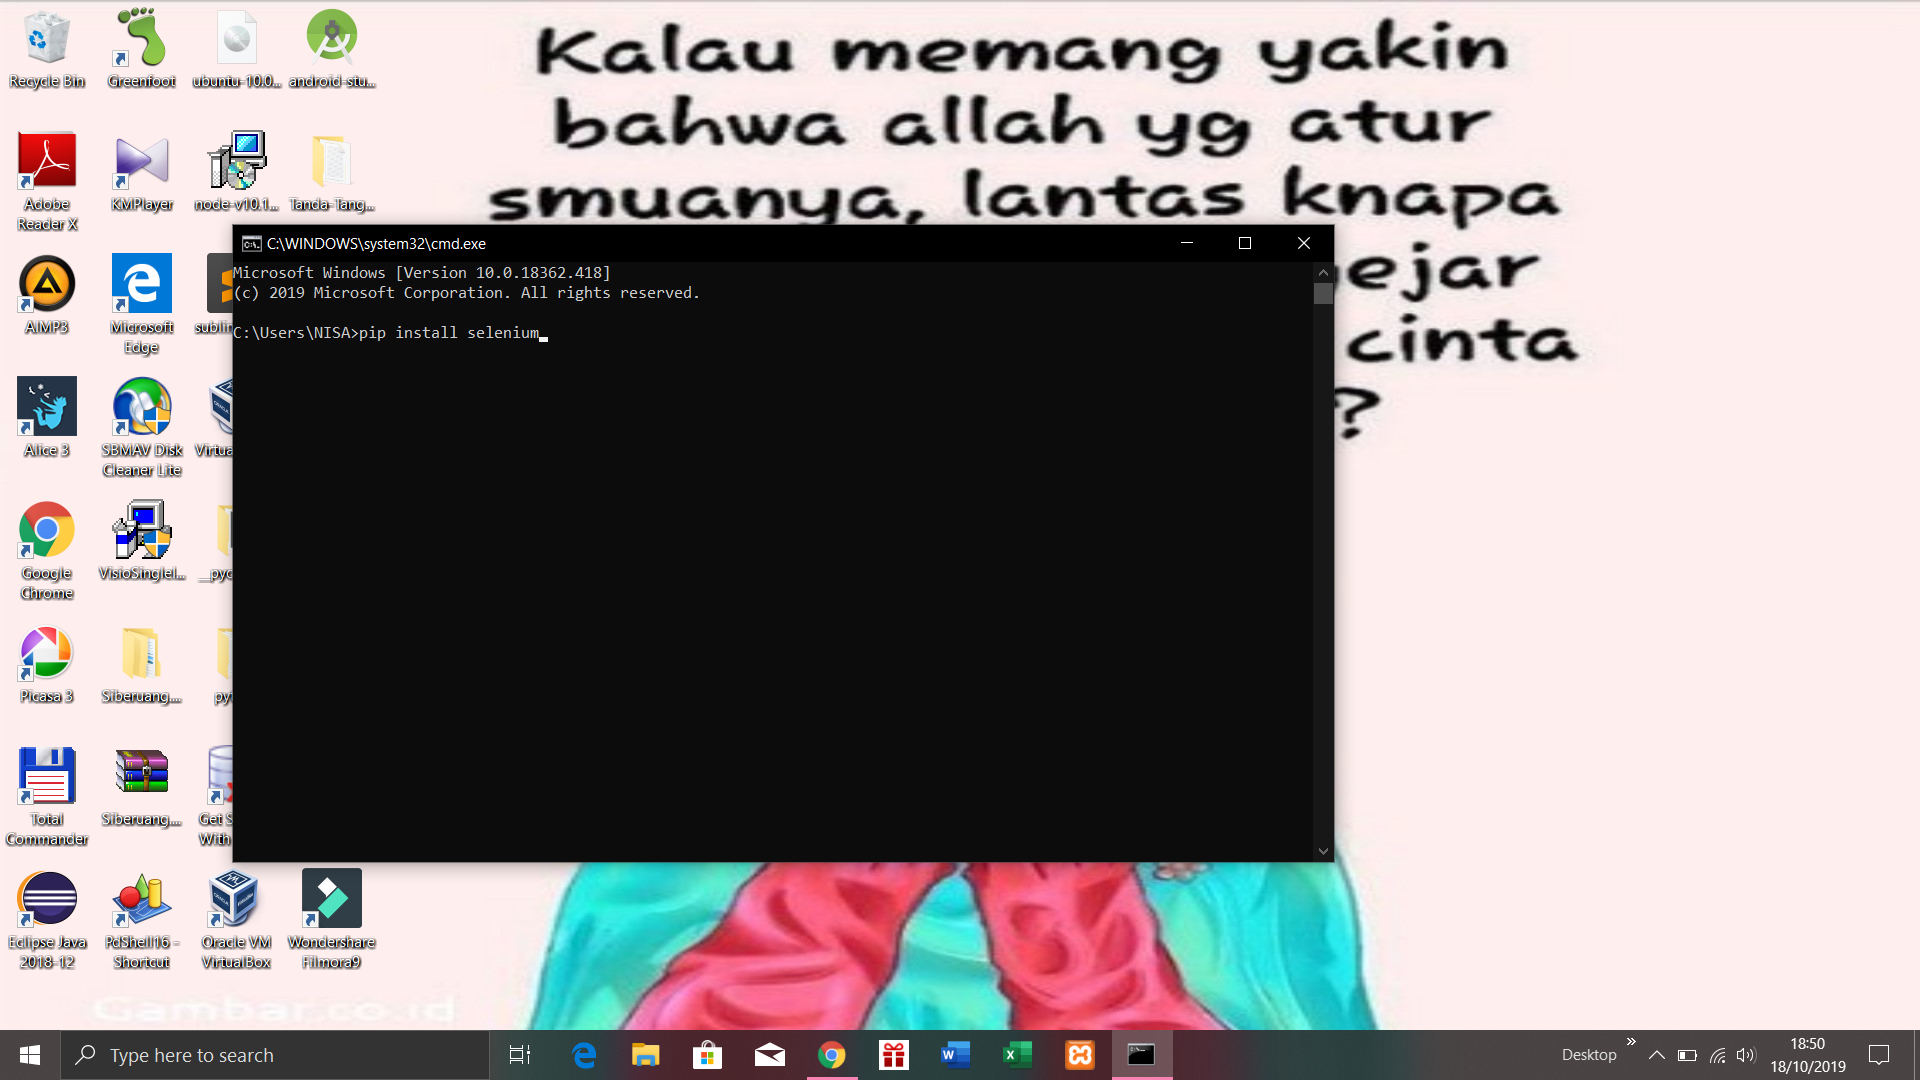 Kalau memang yakin
bahwa allah yg atur
smuanya, lantas knapa
ejar
cinta
?
Recycle Bin
Greenfoot
ubuntu-10.0...
android-stu...
Adobe
Reader X
KMPlayer
node-v10.1...
Tanda-Tang...
AIMP3
Microsoft
Edge
sublim
Alice 3
SBMAV Disk
Cleaner Lite
Virtua
Google
Chrome
VisioSingleI...
__pyc
Picasa 3
Siberuang....
py
Total
Commander
Siberuang....
Get S
With
Eclipse Java
2018-12
PdShell16 -
Shortcut
Oracle VM
VirtualBox
Wondershare
Filmora9
C:\WINDOWS\system32\cmd.exe
Microsoft Windows [Version 10.0.18362.418]
(c) 2019 Microsoft Corporation. All rights reserved.
C:\Users\NISA>pip install selenium
Gambar.co.id
Type here to search
Desktop
18:50
18/10/2019